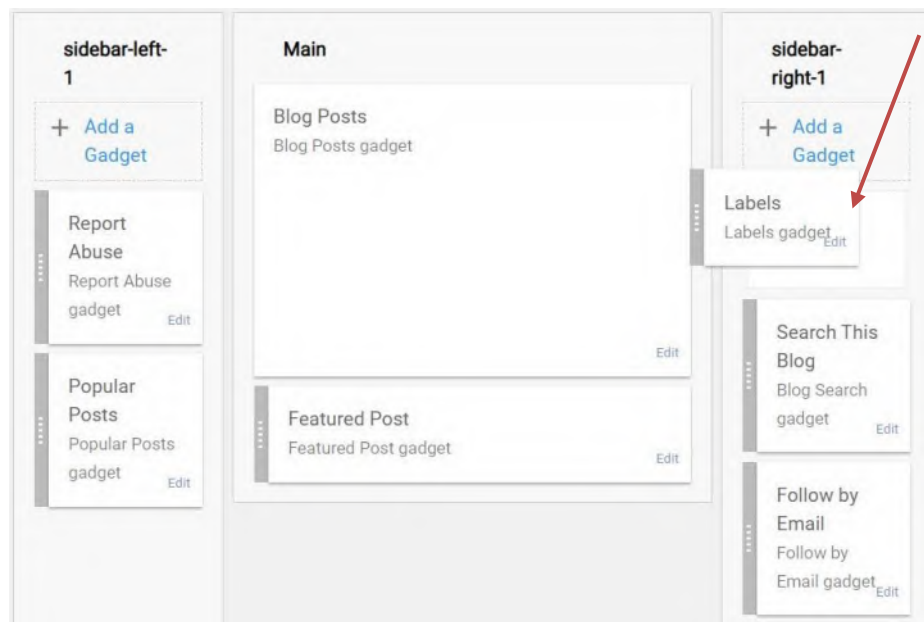 sidebar-left-
1
+ Add a
Gadget
Report
Abuse
Report Abuse
gadget
Edit
Popular
Posts
Popular Posts
gadget
Edit
Main
Blog Posts
Blog Posts gadget
Edit
Featured Post
Featured Post gadget
Edit
sidebar-
right-1
+ Add a
Gadget
Labels
Labels gadget
Edit
Search This
Blog
Blog Search
gadget
Edit
Follow by
Email
Follow by
Email gadget
Edit